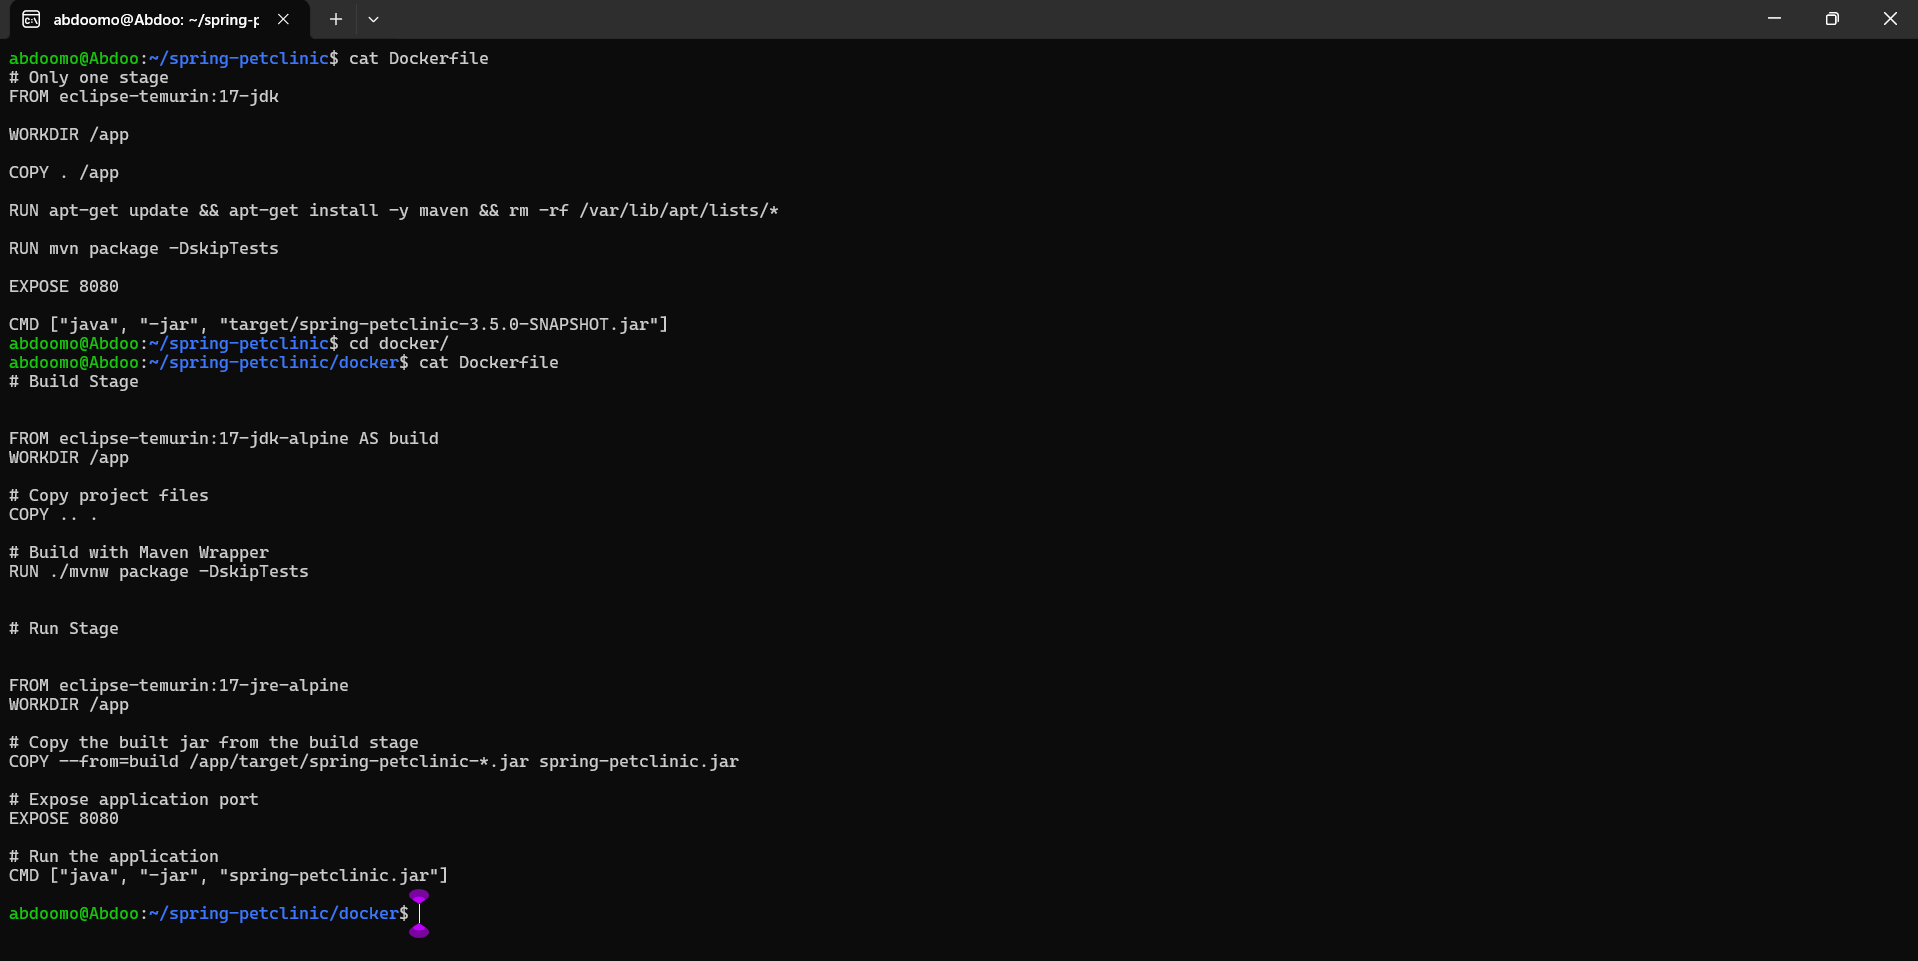 abdoomo@Abdoo: ~/spring-p
abdoomo@Abdoo:~/spring-petclinic$ cat Dockerfile
# Only one stage
FROM eclipse-temurin:17-jdk
WORKDIR /app
COPY . /app
RUN apt-get update && apt-get install -y maven && rm -rf /var/lib/apt/lists/*
RUN mvn package -DskipTests
EXPOSE 8080
CMD ["java", "-jar", "target/spring-petclinic-3.5.0-SNAPSHOT.jar"]
abdoomo@Abdoo:~/spring-petclinic$ cd docker/
abdoomo@Abdoo:~/spring-petclinic/docker$ cat Dockerfile
# Build Stage
FROM eclipse-temurin:17-jdk-alpine AS build
WORKDIR /app
# Copy project files
COPY .. .
# Build with Maven Wrapper
RUN ./mvnw package -DskipTests
# Run Stage
FROM eclipse-temurin:17-jre-alpine
WORKDIR /app
# Copy the built jar from the build stage
COPY --from=build /app/target/spring-petclinic-*.jar spring-petclinic.jar
# Expose application port
EXPOSE 8080
# Run the application
CMD ["java", "-jar", "spring-petclinic.jar"]
abdoomo@Abdoo:~/spring-petclinic/docker$